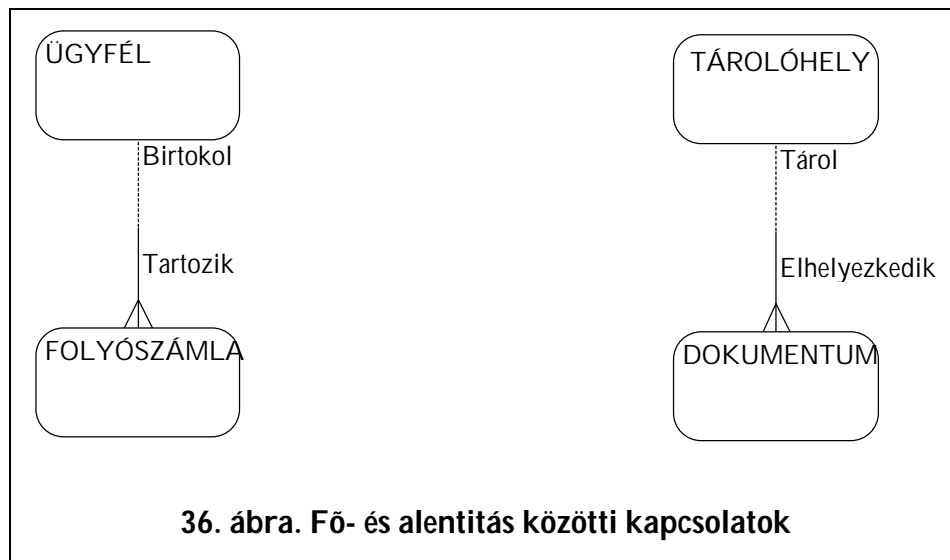 ÜGYFÉL
TÁROLÓHELY
Birtokol
Tárol
Tartozik
Elhelyezkedik
FOLYÓSZÁMLA
DOKUMENTUM
36. ábra. Fõ- és alentitás közötti kapcsolatok